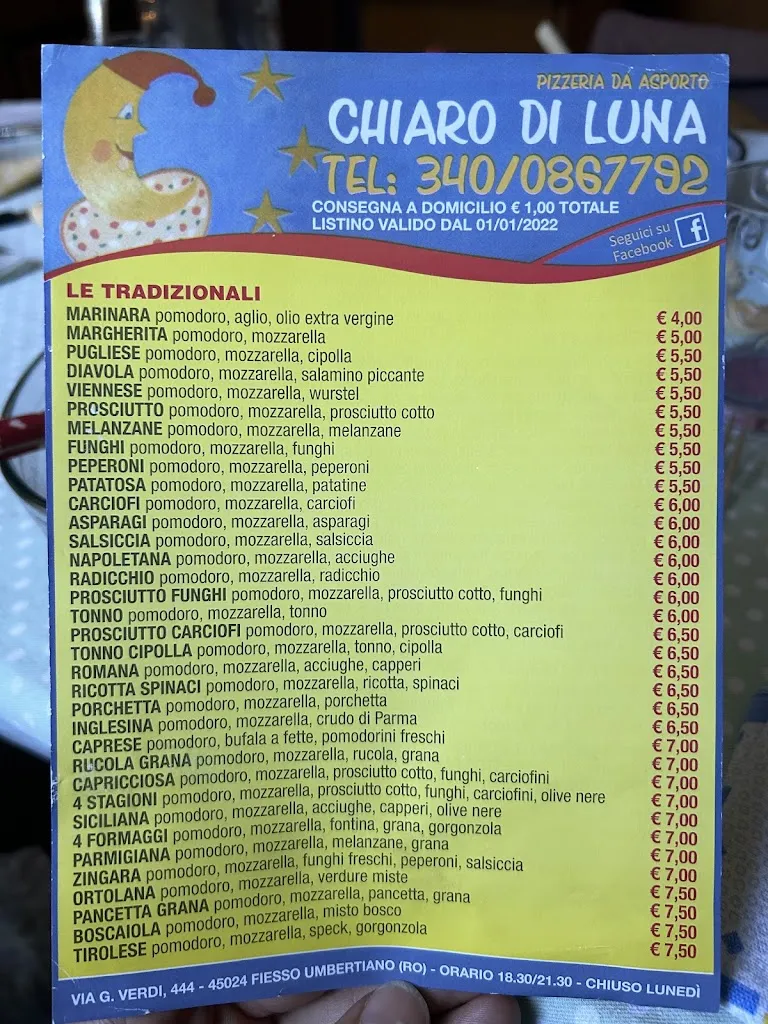 PIZZERIA DA ASPORTO
CHIARO DI LUNA
TEL: 340/0867792
CONSEGNA A DOMICILIO € 1,00 TOTALE
LISTINO VALIDO DAL 01/01/2022
Seguici su
Facebook f
LE TRADIZIONALI
MARINARA pomodoro, aglio, olio extra vergine € 4,00
MARGHERITA pomodoro, mozzarella € 5,00
PUGLIESE pomodoro, mozzarella, cipolla € 5,50
DIAVOLA pomodoro, mozzarella, salamino piccante € 5,50
VIENNESE pomodoro, mozzarella, wurstel € 5,50
PROSCIUTTO pomodoro, mozzarella, prosciutto cotto € 5,50
MELANZANE pomodoro, mozzarella, melanzane € 5,50
FUNGHI pomodoro, mozzarella, funghi € 5,50
PEPERONI pomodoro, mozzarella, peperoni € 5,50
PATATOSA pomodoro, mozzarella, patatine € 5,50
CARCIOFI pomodoro, mozzarella, carciofi € 6,00
ASPARAGI pomodoro, mozzarella, asparagi € 6,00
SALSICCIA pomodoro, mozzarella, salsiccia € 6,00
NAPOLETANA pomodoro, mozzarella, acciughe € 6,00
RADICCHIO pomodoro, mozzarella, radicchio € 6,00
PROSCIUTTO FUNGHI pomodoro, mozzarella, prosciutto cotto, funghi € 6,00
TONNO pomodoro, mozzarella, tonno € 6,00
PROSCIUTTO CARCIOFI pomodoro, mozzarella, prosciutto cotto, carciofi € 6,50
TONNO CIPOLLA pomodoro, mozzarella, tonno, cipolla € 6,50
ROMANA pomodoro, mozzarella, acciughe, capperi € 6,50
RICOTTA SPINACI pomodoro, mozzarella, ricotta, spinaci € 6,50
PORCHETTA pomodoro, mozzarella, porchetta € 6,50
INGLESINA pomodoro, mozzarella, crudo di Parma € 6,50
CAPRESE pomodoro, bufala a fette, pomodorini freschi € 7,00
RUCOLA GRANA pomodoro, mozzarella, rucola, grana € 7,00
CAPRICCIOSA pomodoro, mozzarella, prosciutto cotto, funghi, carciofini € 7,00
4 STAGIONI pomodoro, mozzarella, prosciutto cotto, funghi, carciofini, olive nere € 7,00
SICILIANA pomodoro, mozzarella, acciughe, capperi, olive nere € 7,00
4 FORMAGGI pomodoro, mozzarella, fontina, grana, gorgonzola € 7,00
PARMIGIANA pomodoro, mozzarella, melanzane, grana € 7,00
ZINGARA pomodoro, mozzarella, funghi freschi, peperoni, salsiccia € 7,00
ORTOLANA pomodoro, mozzarella, verdure miste € 7,50
PANCETTA GRANA pomodoro, mozzarella, pancetta, grana € 7,50
BOSCAIOLA pomodoro, mozzarella, misto bosco € 7,50
TIROLESE pomodoro, mozzarella, speck, gorgonzola € 7,50
VIA G. VERDI, 444 - 45024 FIESSO UMBERTIANO (RO) - ORARIO 18.30/21.30 - CHIUSO LUNEDÌ